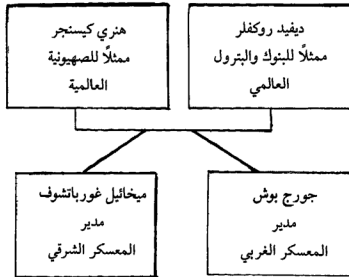 ديفيد روكفلر
ممثلاً للبنوك والبترول
العالمي
هنري كيسنجر
ممثلاً للصهيونية
العالمية
جورج بوش
مدير
المعسكر الغربي
ميخائيل غورباتشوف
مدير
المعسكر الشرقي